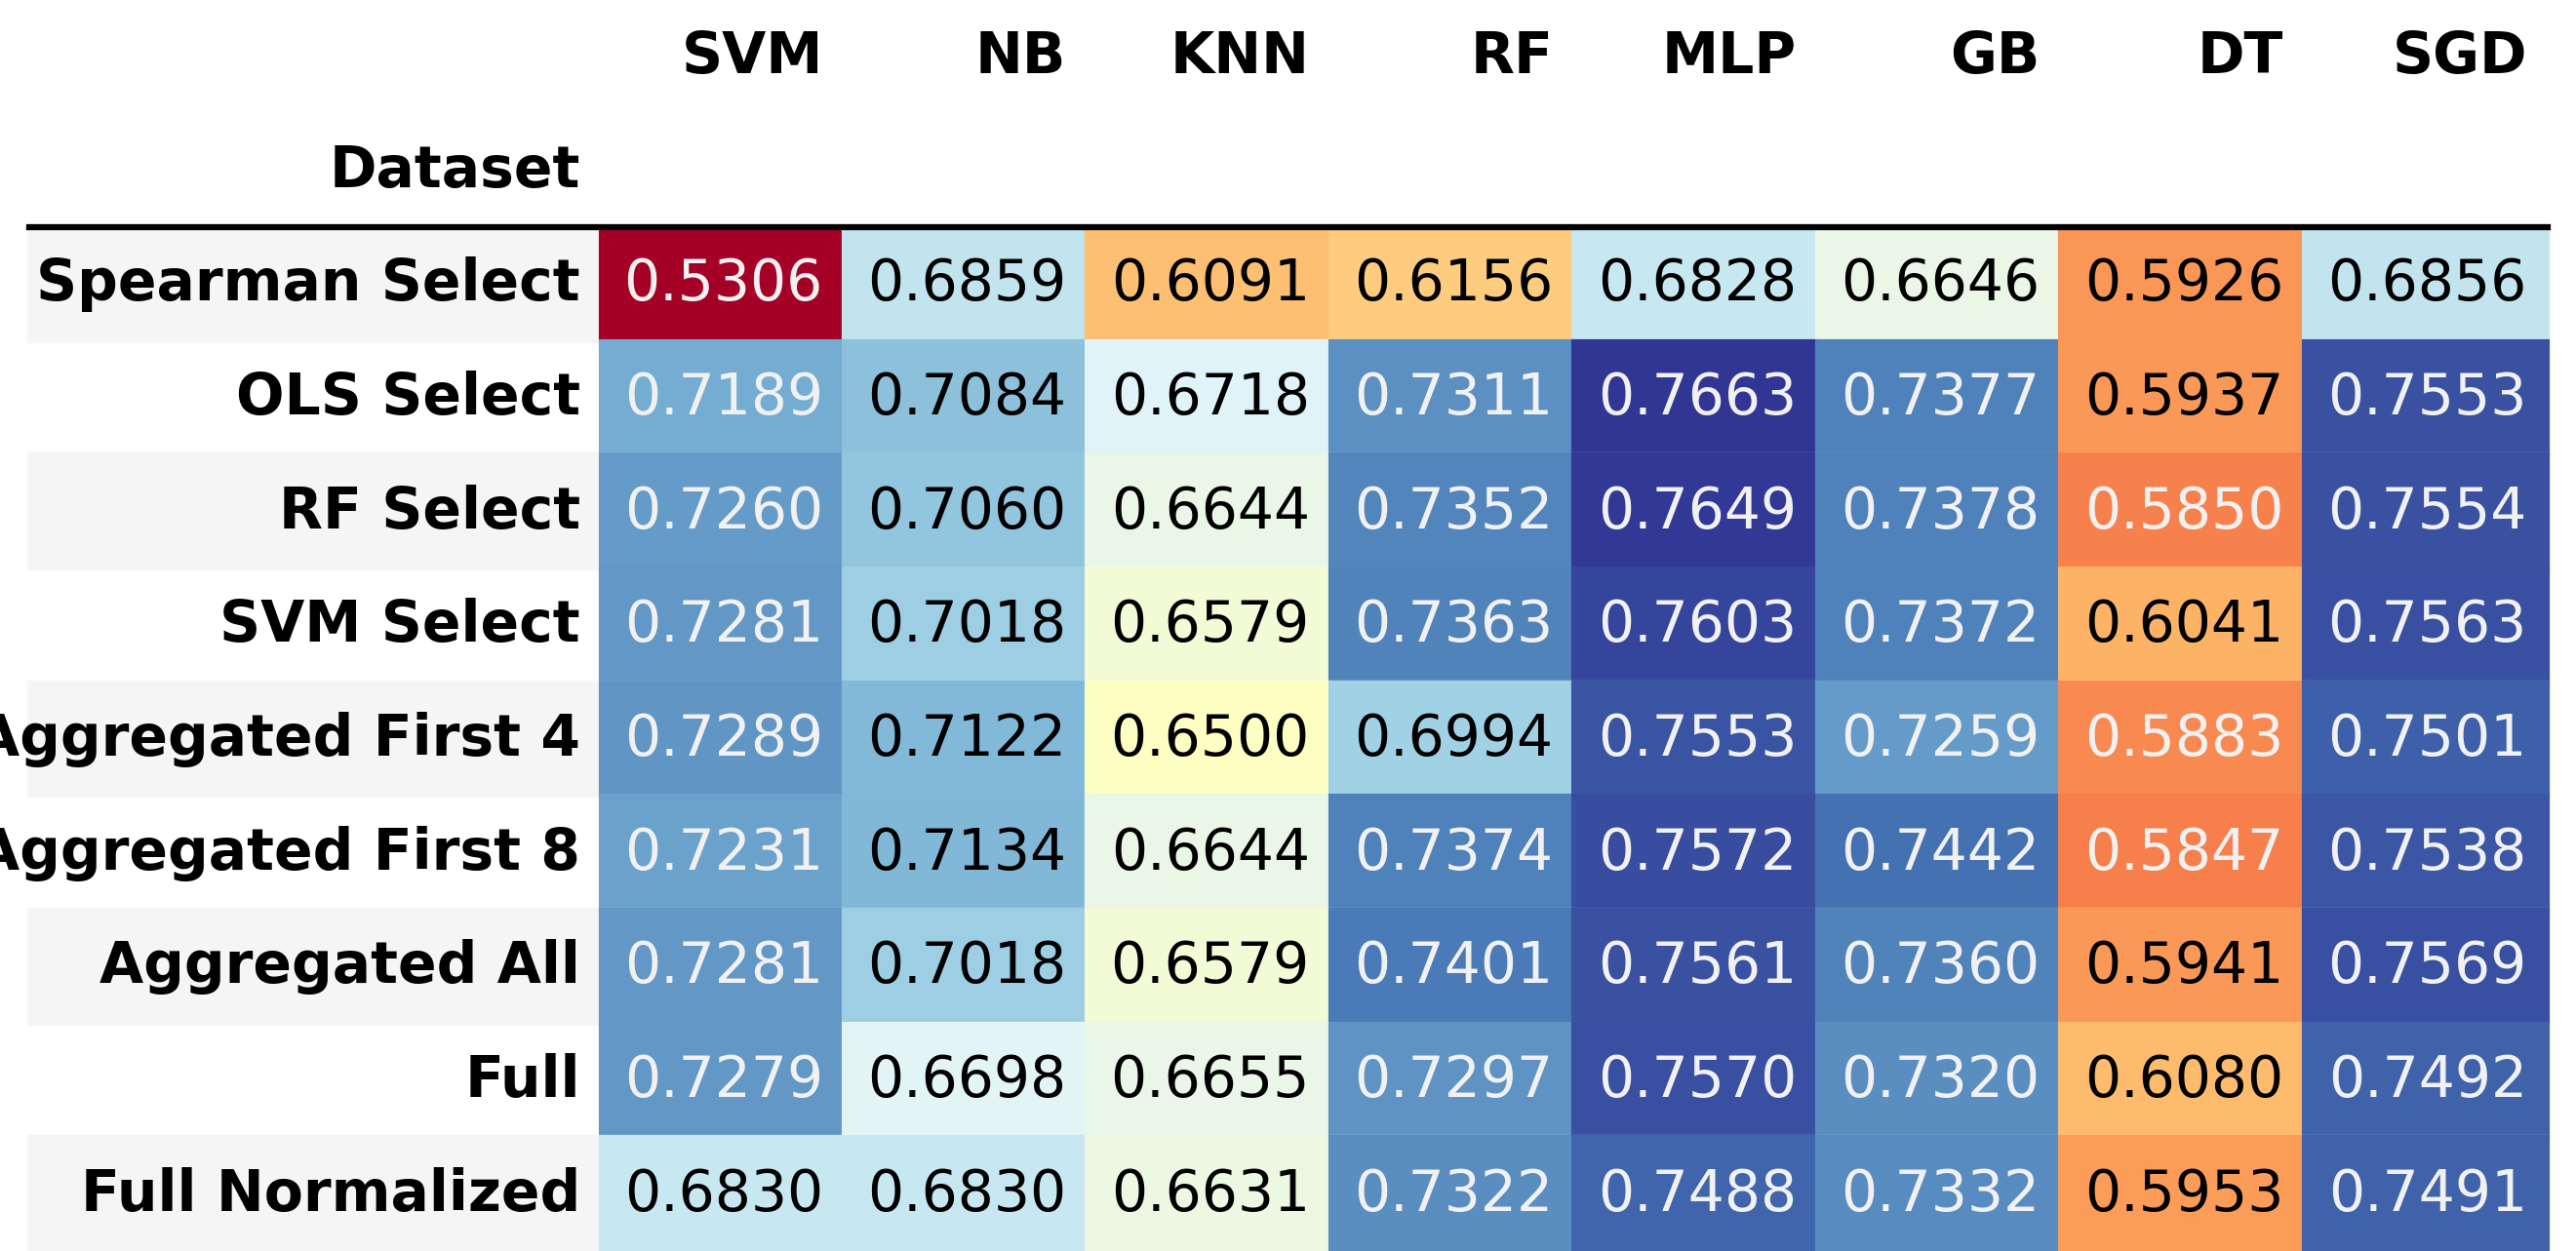 SVM NB KNN RF MLP GB DT SGD
Dataset
Spearman Select 0.5306 0.6859 0.6091 0.6156 0.6828 0.6646 0.5926 0.6856
OLS Select 0.7189 0.7084 0.6718 0.7311 0.7663 0.7377 0.5937 0.7553
RF Select 0.7260 0.7060 0.6644 0.7352 0.7649 0.7378 0.5850 0.7554
SVM Select 0.7281 0.7018 0.6579 0.7363 0.7603 0.7372 0.6041 0.7563
Aggregated First 4 0.7289 0.7122 0.6500 0.6994 0.7553 0.7259 0.5883 0.7501
Aggregated First 8 0.7231 0.7134 0.6644 0.7374 0.7572 0.7442 0.5847 0.7538
Aggregated All 0.7281 0.7018 0.6579 0.7401 0.7561 0.7360 0.5941 0.7569
Full 0.7279 0.6698 0.6655 0.7297 0.7570 0.7320 0.6080 0.7492
Full Normalized 0.6830 0.6830 0.6631 0.7322 0.7488 0.7332 0.5953 0.7491